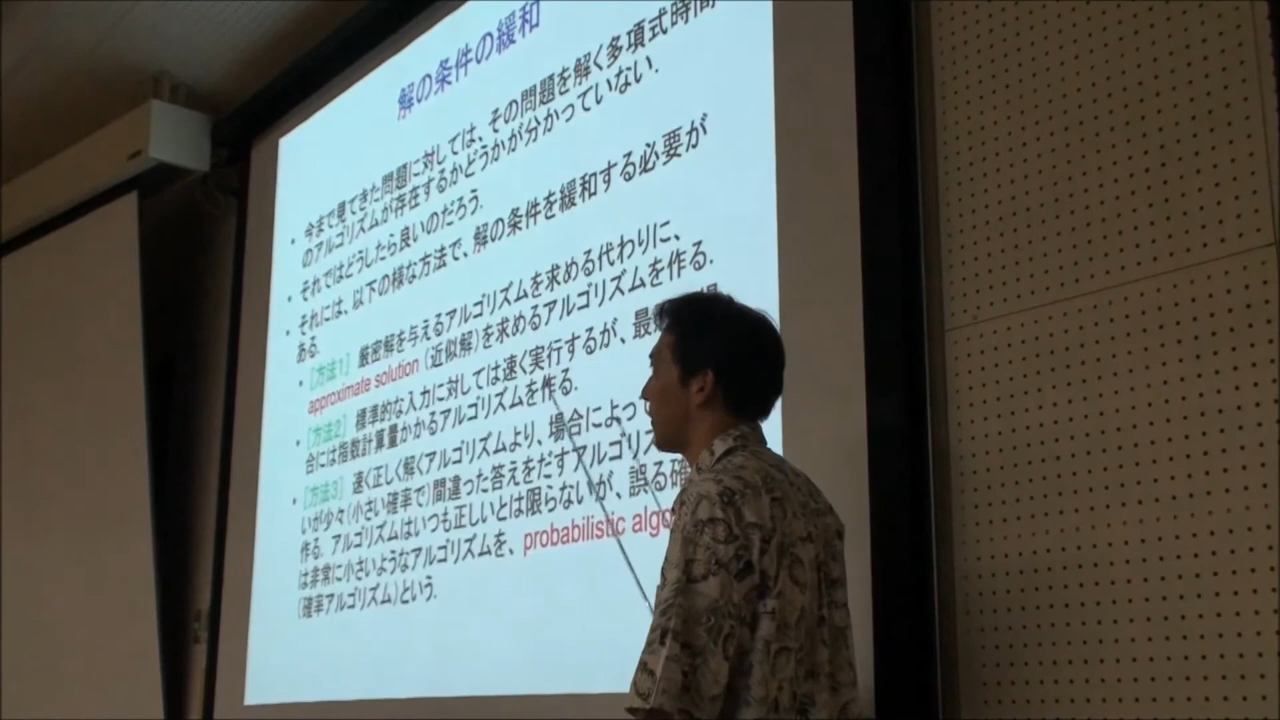 解の条件の緩和
• 今まで見てきた問題に対しては、その問題を解く多項式時間
のアルゴリズムが存在するかどうかが分かっていない.
• それではどうしたら良いのだろう.
• それには、以下の様な方法で、解の条件を緩和する必要が
ある.
• [方法1] 厳密解を与えるアルゴリズムを求める代わりに、
approximate solution (近似解)を求めるアルゴリズムを作る.
• [方法2] 標準的な入力に対しては速く実行するが、最
合には指数計算量かかるアルゴリズムを作る.
• [方法3] 速く正しく解くアルゴリズムより、場合によって
いが少々(小さい確率で)間違った答えをだすアルゴリズ
作る. アルゴリズムはいつも正しいとは限らないが、誤る確
は非常に小さいようなアルゴリズムを、probabilistic algo
(確率アルゴリズム)という.